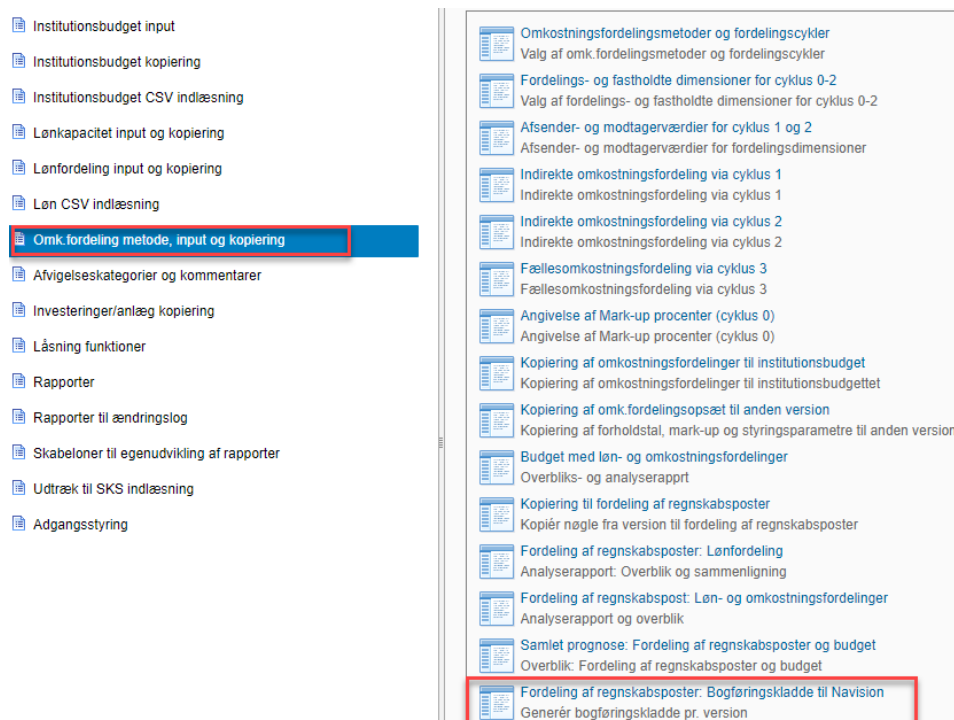 Institutionsbudget input
Institutionsbudget kopiering
Institutionsbudget CSV indlæsning
Lønkapacitet input og kopiering
Lønfordeling input og kopiering
Løn CSV indlæsning
Omk.fordeling metode, input og kopiering
Afvigelseskategorier og kommentarer
Investeringer/anlæg kopiering
Låsning funktioner
Rapporter
Rapporter til ændringslog
Skabeloner til egenudvikling af rapporter
Udtræk til SKS indlæsning
Adgangsstyring
Omkostningsfordelingsmetoder og fordelingscykler
Valg af omk.fordelingsmetoder og fordelingscykler
Fordelings- og fastholdte dimensioner for cyklus 0-2
Valg af fordelings- og fastholdte dimensioner for cyklus 0-2
Afsender- og modtagerværdier for cyklus 1 og 2
Afsender- og modtagerværdier for fordelingsdimensioner
Indirekte omkostningsfordeling via cyklus 1
Indirekte omkostningsfordeling via cyklus 1
Indirekte omkostningsfordeling via cyklus 2
Indirekte omkostningsfordeling via cyklus 2
Fællesomkostningsfordeling via cyklus 3
Fællesomkostningsfordeling via cyklus 3
Angivelse af Mark-up procenter (cyklus 0)
Angivelse af Mark-up procenter (cyklus 0)
Kopiering af omkostningsfordelinger til institutionsbudget
Kopiering af omkostningsfordelinger til institutionsbudgettet
Kopiering af omk.fordelingsopsæt til anden version
Kopiering af forholdstal, mark-up og styringsparametre til anden version
Budget med løn- og omkostningsfordelinger
Overbliks- og analyserapprt
Kopiering til fordeling af regnskabsposter
Kopiér nøgle fra version til fordeling af regnskabsposter
Fordeling af regnskabsposter: Lønfordeling
Analyserapport: Overblik og sammenligning
Fordeling af regnskabspost: Løn- og omkostningsfordelinger
Analyserapport og overblik
Samlet prognose: Fordeling af regnskabsposter og budget
Overblik: Fordeling af regnskabsposter og budget
Fordeling af regnskabsposter: Bogføringskladde til Navision
Generér bogføringskladde pr. version